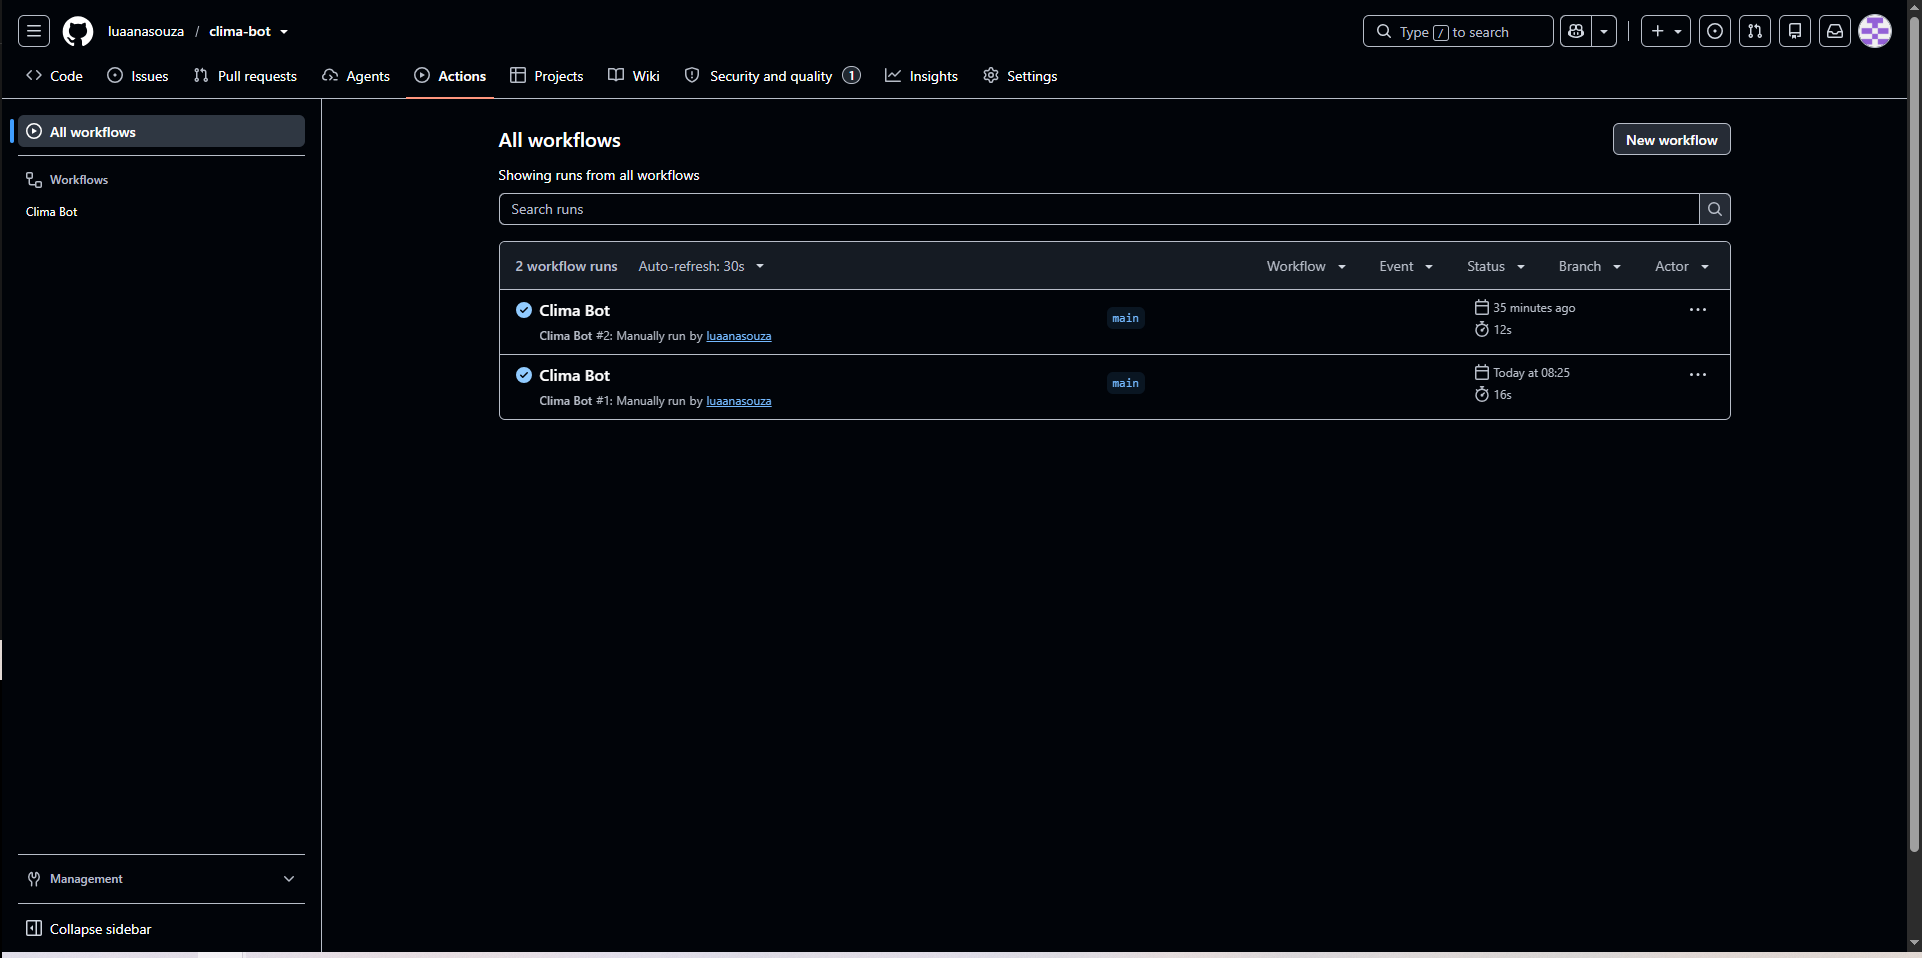 luaanasouza / clima-bot
Type / to search
Code Issues Pull requests Agents Actions Projects Wiki Security and quality 1 Insights Settings
All workflows
Workflows
Clima Bot
Management
Collapse sidebar
All workflows
New workflow
Showing runs from all workflows
Search runs
2 workflow runs Auto-refresh: 30s Workflow Event Status Branch Actor
Clima Bot
Clima Bot #2: Manually run by luaanasouza
main
35 minutes ago
12s
Clima Bot
Clima Bot #1: Manually run by luaanasouza
main
Today at 08:25
16s